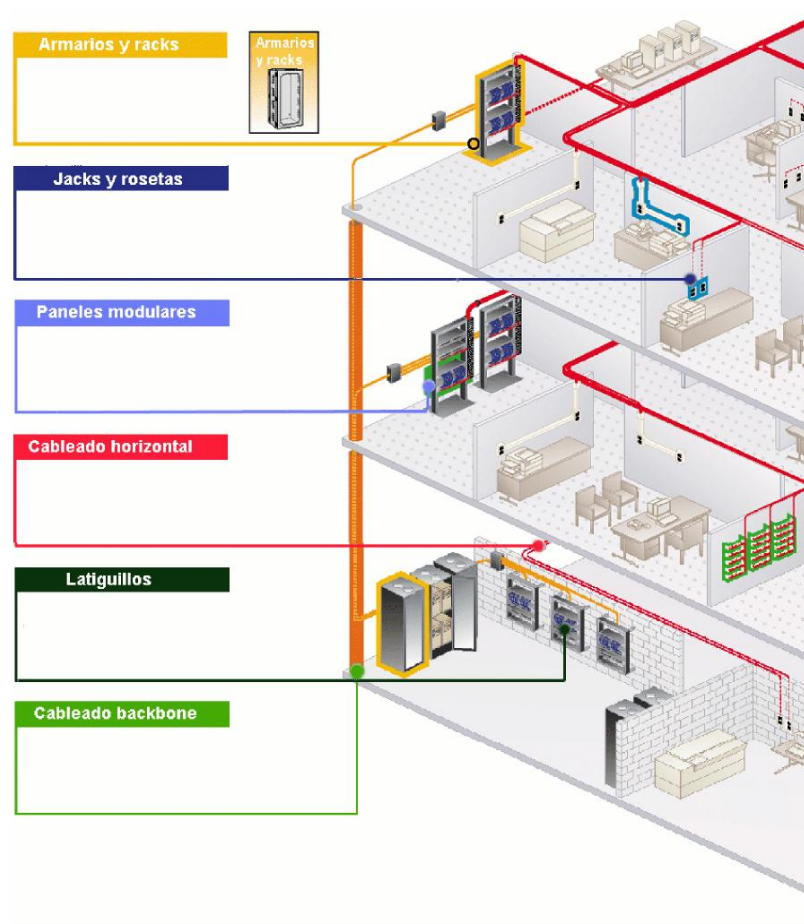 Armarios y racks
Armarios
y racks
Jacks y rosetas
Paneles modulares
Cableado horizontal
Latiguillos
Cableado backbone